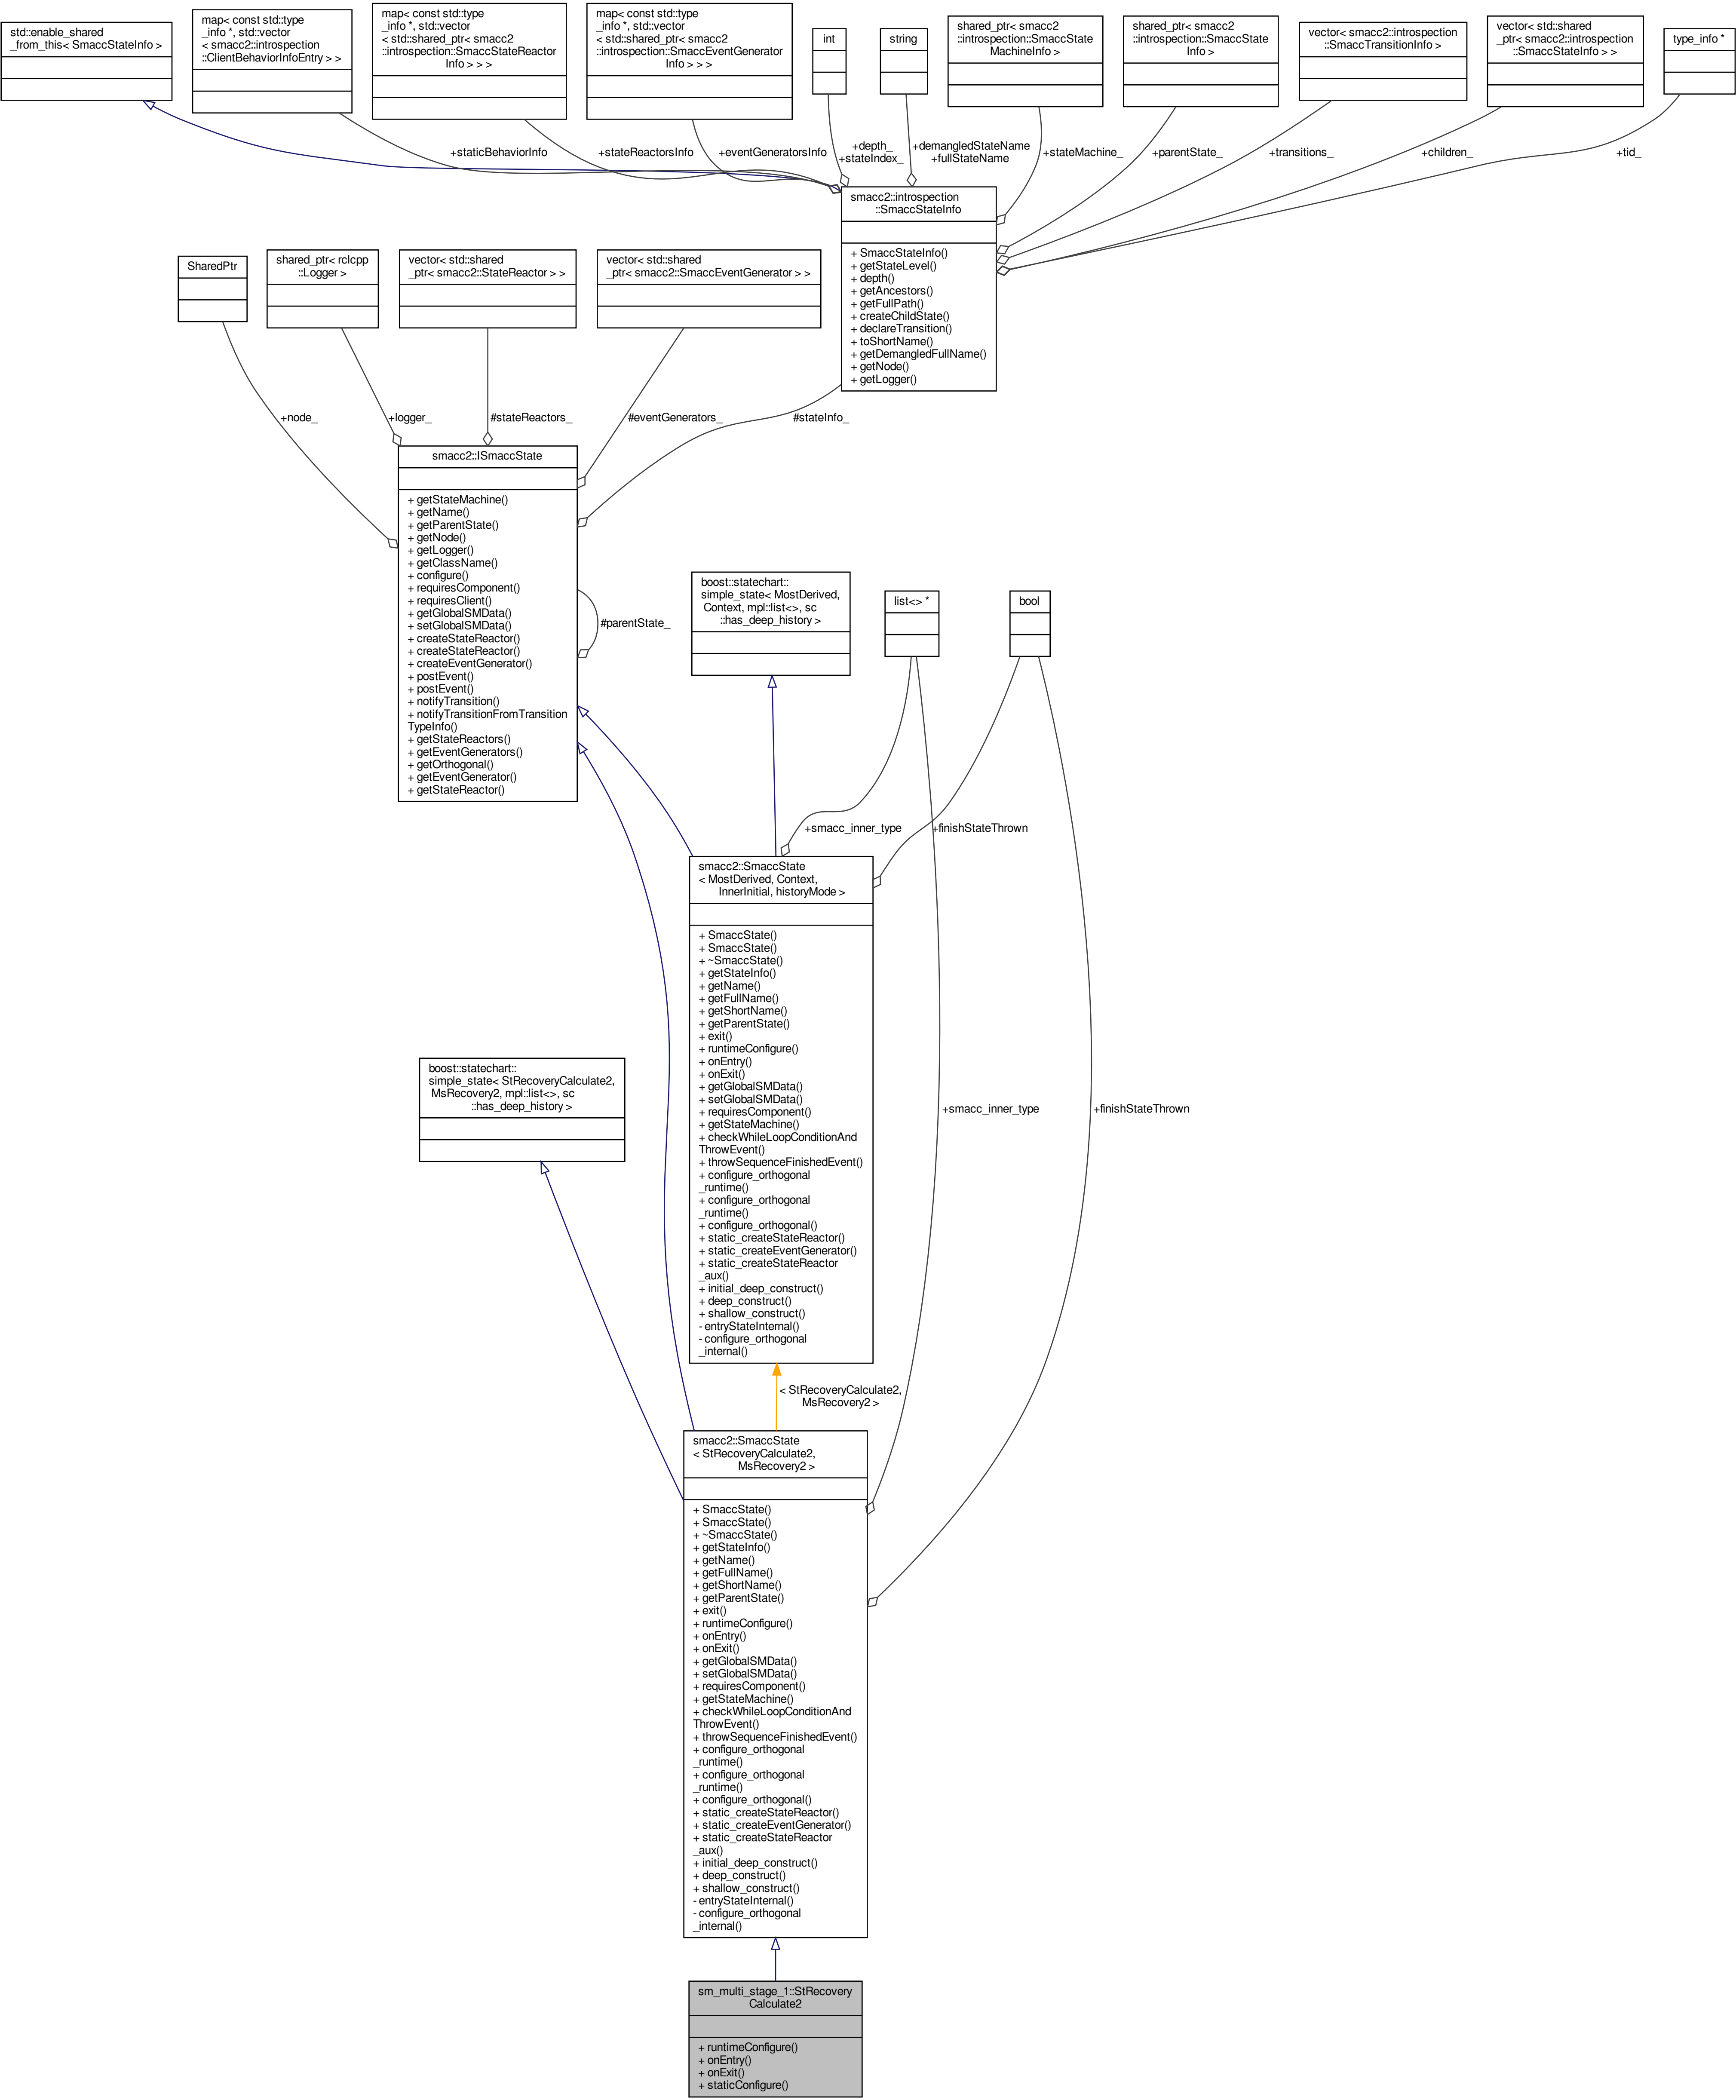 std::enable_shared
_from_this< SmaccStateInfo >
map< const std::type
_info *, std::vector
< smacc2::introspection
::ClientBehaviorInfoEntry > >
map< const std::type
_info *, std::vector
< std::shared_ptr< smacc2
::introspection::SmaccStateReactor
Info > > >
map< const std::type
_info *, std::vector
< std::shared_ptr< smacc2
::introspection::SmaccEventGenerator
Info > > >
int
string
shared_ptr< smacc2
::introspection::SmaccState
MachineInfo >
shared_ptr< smacc2
::introspection::SmaccState
Info >
vector< smacc2::introspection
::SmaccTransitionInfo >
vector< std::shared
_ptr< smacc2::introspection
::SmaccStateInfo > >
type_info *
+staticBehaviorInfo
+stateReactorsInfo
+eventGeneratorsInfo
+depth_
+stateIndex_
+demangledStateName
+fullStateName
+stateMachine_
+parentState_
+transitions_
+children_
+tid_
smacc2::introspection
::SmaccStateInfo
+ SmaccStateInfo()
+ getStateLevel()
+ depth()
+ getAncestors()
+ getFullPath()
+ createChildState()
+ declareTransition()
+ toShortName()
+ getDemangledFullName()
+ getNode()
+ getLogger()
SharedPtr
shared_ptr< rclcpp
::Logger >
vector< std::shared
_ptr< smacc2::StateReactor > >
vector< std::shared
_ptr< smacc2::SmaccEventGenerator > >
+node_
+logger_
#stateReactors_
#eventGenerators_
#stateInfo_
smacc2::ISmaccState
+ getStateMachine()
+ getName()
+ getParentState()
+ getNode()
+ getLogger()
+ getClassName()
+ configure()
+ requiresComponent()
+ requiresClient()
+ getGlobalSMData()
+ setGlobalSMData()
+ createStateReactor()
+ createStateReactor()
+ createEventGenerator()
+ postEvent()
+ postEvent()
+ notifyTransition()
+ notifyTransitionFromTransition
TypeInfo()
+ getStateReactors()
+ getEventGenerators()
+ getOrthogonal()
+ getEventGenerator()
+ getStateReactor()
#parentState_
boost::statechart::
simple_state< MostDerived,
Context, mpl::list<>, sc
::has_deep_history >
list<> *
bool
+smacc_inner_type
+finishStateThrown
smacc2::SmaccState
< MostDerived, Context,
InnerInitial, historyMode >
+ SmaccState()
+ SmaccState()
+ ~SmaccState()
+ getStateInfo()
+ getName()
+ getFullName()
+ getShortName()
+ getParentState()
+ exit()
+ runtimeConfigure()
+ onEntry()
+ onExit()
+ getGlobalSMData()
+ setGlobalSMData()
+ requiresComponent()
+ getStateMachine()
+ checkWhileLoopConditionAnd
ThrowEvent()
+ throwSequenceFinishedEvent()
+ configure_orthogonal
_runtime()
+ configure_orthogonal
_runtime()
+ configure_orthogonal()
+ static_createStateReactor()
+ static_createEventGenerator()
+ static_createStateReactor
_aux()
+ initial_deep_construct()
+ deep_construct()
+ shallow_construct()
- entryStateInternal()
- configure_orthogonal
_internal()
boost::statechart::
simple_state< StRecoveryCalculate2,
MsRecovery2, mpl::list<>, sc
::has_deep_history >
+smacc_inner_type
+finishStateThrown
< StRecoveryCalculate2,
MsRecovery2 >
smacc2::SmaccState
< StRecoveryCalculate2,
MsRecovery2 >
+ SmaccState()
+ SmaccState()
+ ~SmaccState()
+ getStateInfo()
+ getName()
+ getFullName()
+ getShortName()
+ getParentState()
+ exit()
+ runtimeConfigure()
+ onEntry()
+ onExit()
+ getGlobalSMData()
+ setGlobalSMData()
+ requiresComponent()
+ getStateMachine()
+ checkWhileLoopConditionAnd
ThrowEvent()
+ throwSequenceFinishedEvent()
+ configure_orthogonal
_runtime()
+ configure_orthogonal
_runtime()
+ configure_orthogonal()
+ static_createStateReactor()
+ static_createEventGenerator()
+ static_createStateReactor
_aux()
+ initial_deep_construct()
+ deep_construct()
+ shallow_construct()
- entryStateInternal()
- configure_orthogonal
_internal()
sm_multi_stage_1::StRecovery
Calculate2
+ runtimeConfigure()
+ onEntry()
+ onExit()
+ staticConfigure()